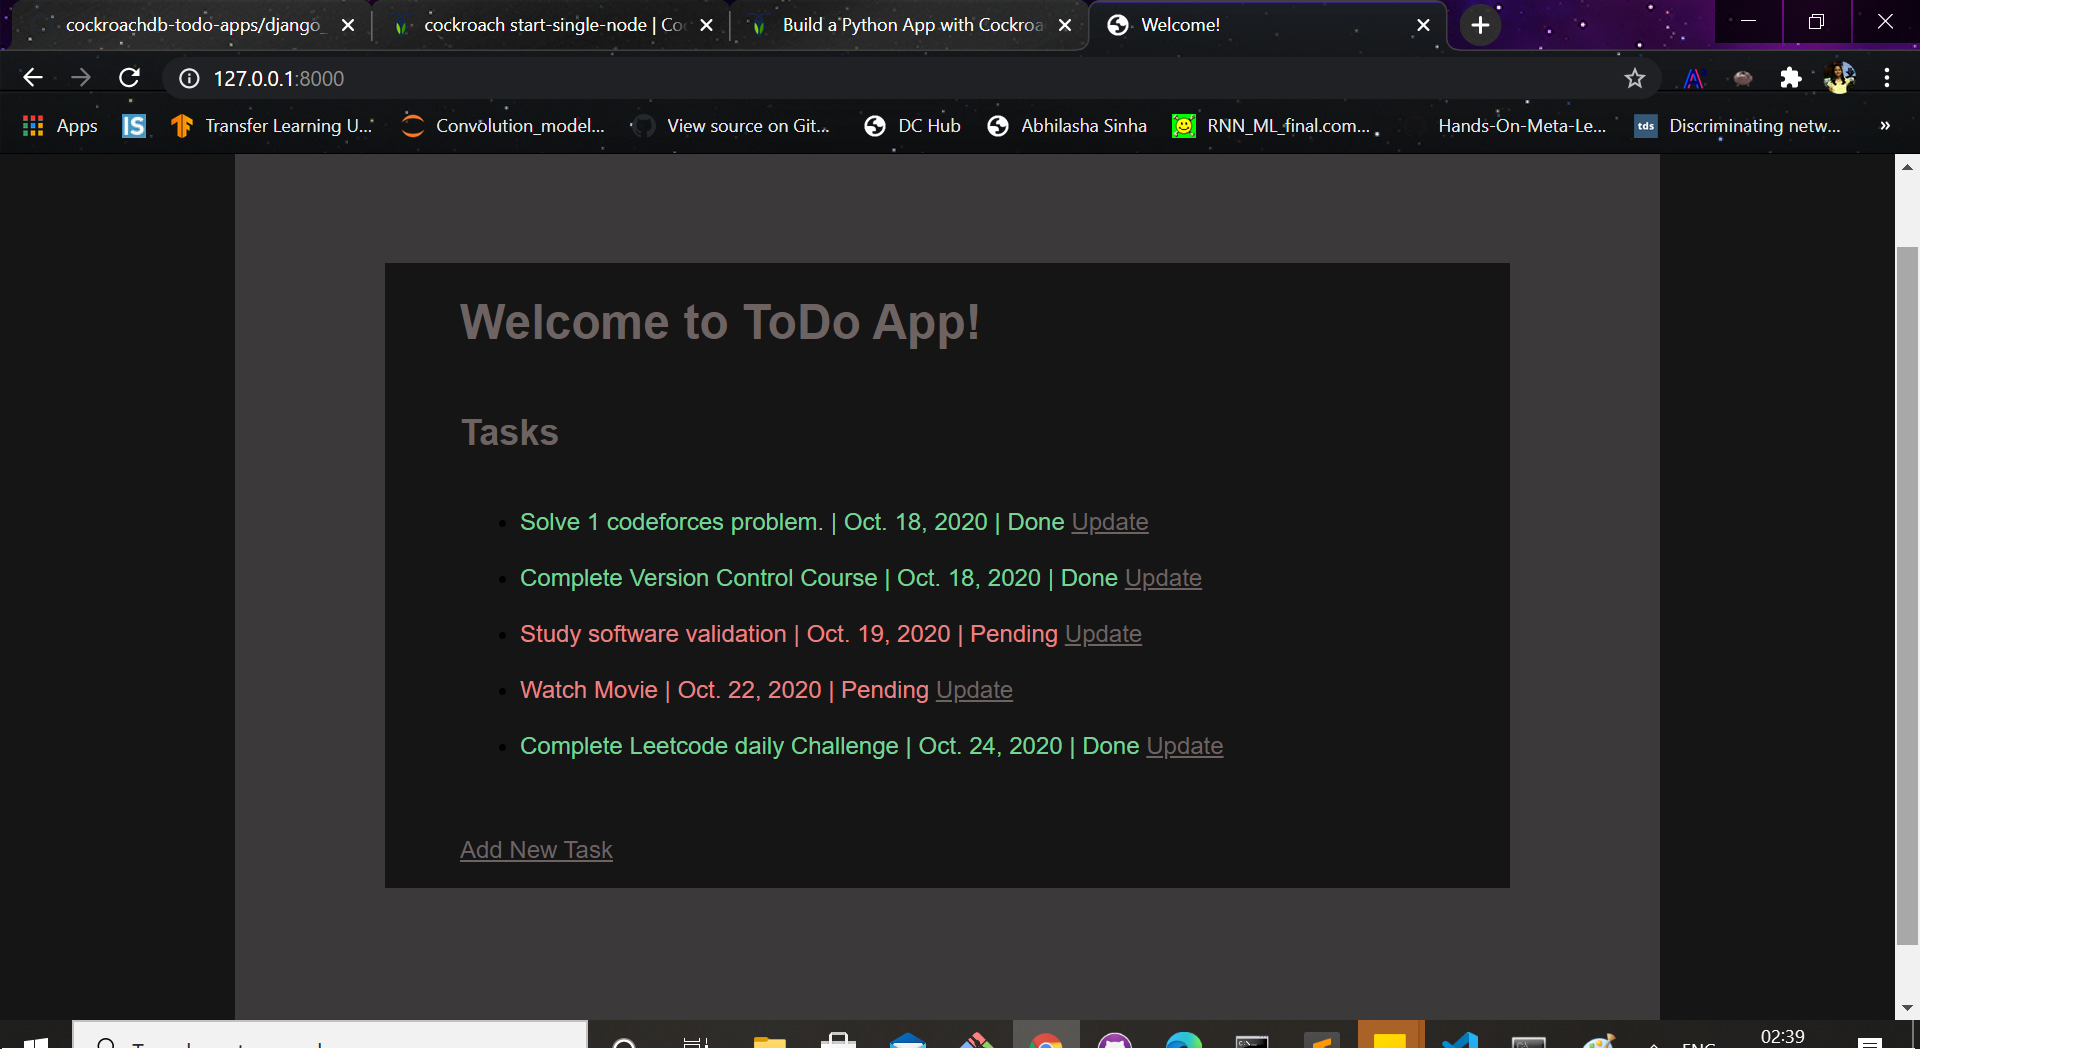 cockroachdb-todo-apps/django_
cockroach start-single-node | Co
Build a Python App with Cockroa
Welcome!
127.0.0.1:8000
Apps
IS
Transfer Learning U...
Convolution_model...
View source on Git...
DC Hub
Abhilasha Sinha
RNN_ML_final.com...
Hands-On-Meta-Le...
tds
Discriminating netw...
»
Welcome to ToDo App!
Tasks
Solve 1 codeforces problem. | Oct. 18, 2020 | Done Update
Complete Version Control Course | Oct. 18, 2020 | Done Update
Study software validation | Oct. 19, 2020 | Pending Update
Watch Movie | Oct. 22, 2020 | Pending Update
Complete Leetcode daily Challenge | Oct. 24, 2020 | Done Update
Add New Task
ENG
02:39